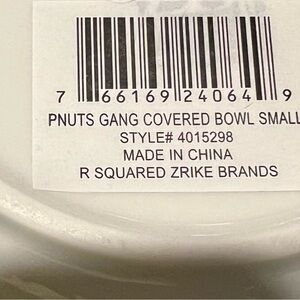 7 66169 24064 9
PNUTS GANG COVERED BOWL SMALL
STYLE# 4015298
MADE IN CHINA
R SQUARED ZRIKE BRANDS